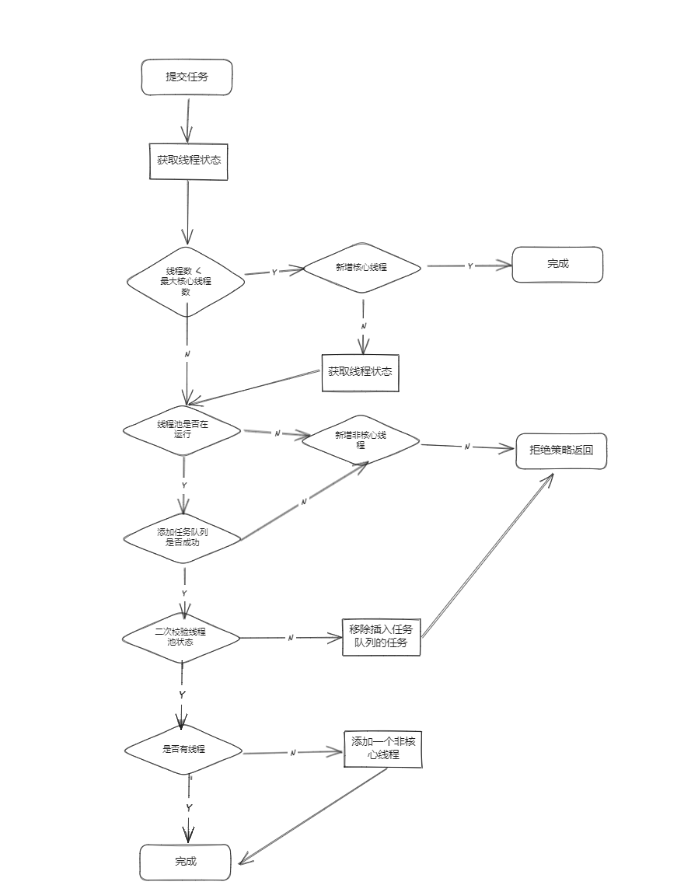 提交任务
获取线程状态
线程数 <
最大核心线程
数
Y
新增核心线程
Y
完成
N
N
获取线程状态
线程池是否在
运行
N
新增非核心线
程
N
拒绝策略返回
Y
N
添加任务队列
是否成功
Y
二次校验线程
池状态
N
移除插入任务
队列的任务
Y
是否有线程
N
添加一个非核
心线程
Y
完成